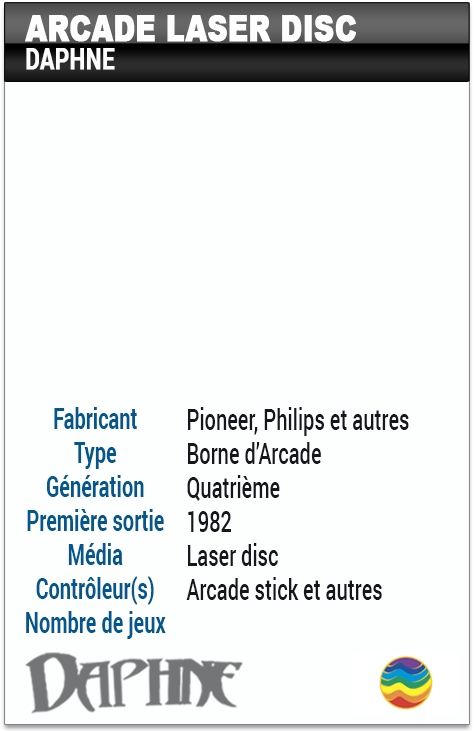 ARCADE LASER DISC
DAPHNE
Fabricant Pioneer, Philips et autres
Type Borne d'Arcade
Génération Quatrième
Première sortie 1982
Média Laser disc
Contrôleur(s) Arcade stick et autres
Nombre de jeux
DAPHNE